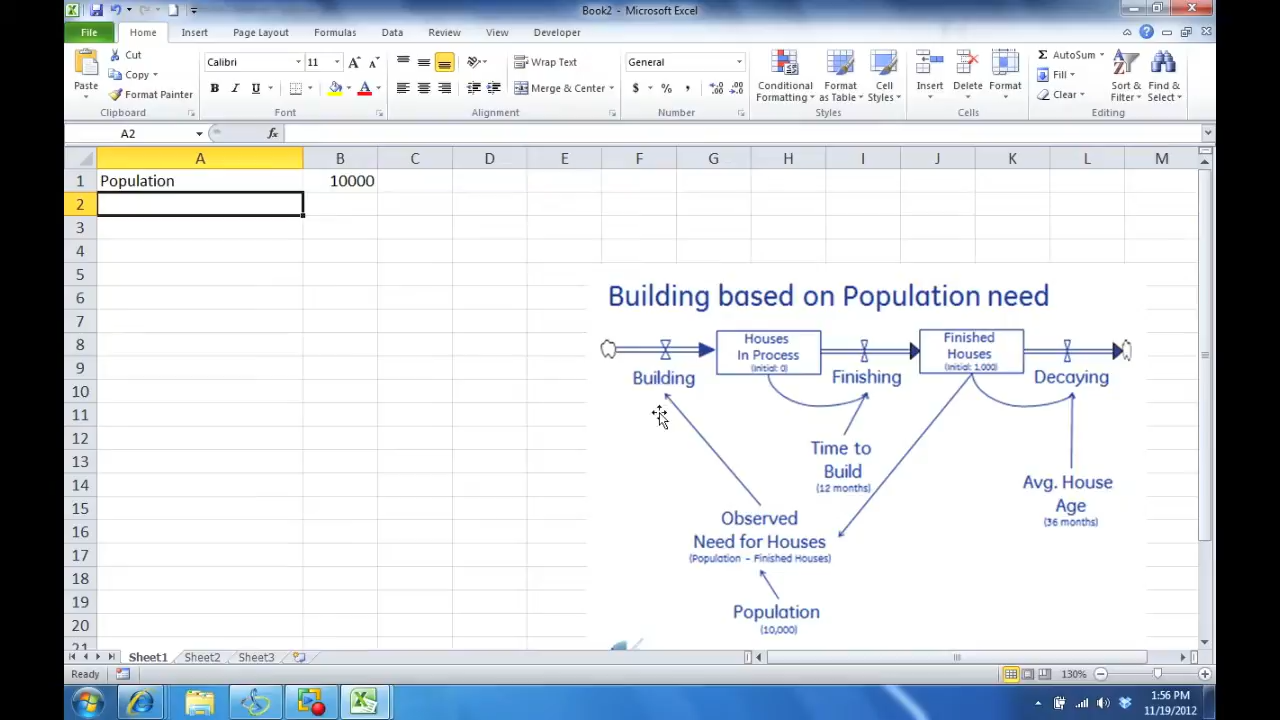 Book2 - Microsoft Excel
File Home Insert Page Layout Formulas Data Review View Developer
Paste
Cut
Copy
Format Painter
Clipboard
Calibri 11
B I U
Font
Wrap Text
Merge & Center
Alignment
General
$ % ,
Number
Conditional Formatting
Format as Table
Cell Styles
Styles
Insert
Delete
Format
Cells
AutoSum
Fill
Clear
Sort & Filter
Find & Select
Editing
A2 fx
A B C D E F G H I J K L M
1 Population 10000
2
3
4
5
6
7
8
9
10
11
12
13
14
15
16
17
18
19
20
21
Building based on Population need
Houses
In Process
(Initial: 0)
Finished
Houses
(Initial: 1,000)
Building
Finishing
Decaying
Time to
Build
(12 months)
Avg. House
Age
(36 months)
Observed
Need for Houses
(Population - Finished Houses)
Population
(10,000)
Sheet1 Sheet2 Sheet3
Ready
130%
1:56 PM
11/19/2012